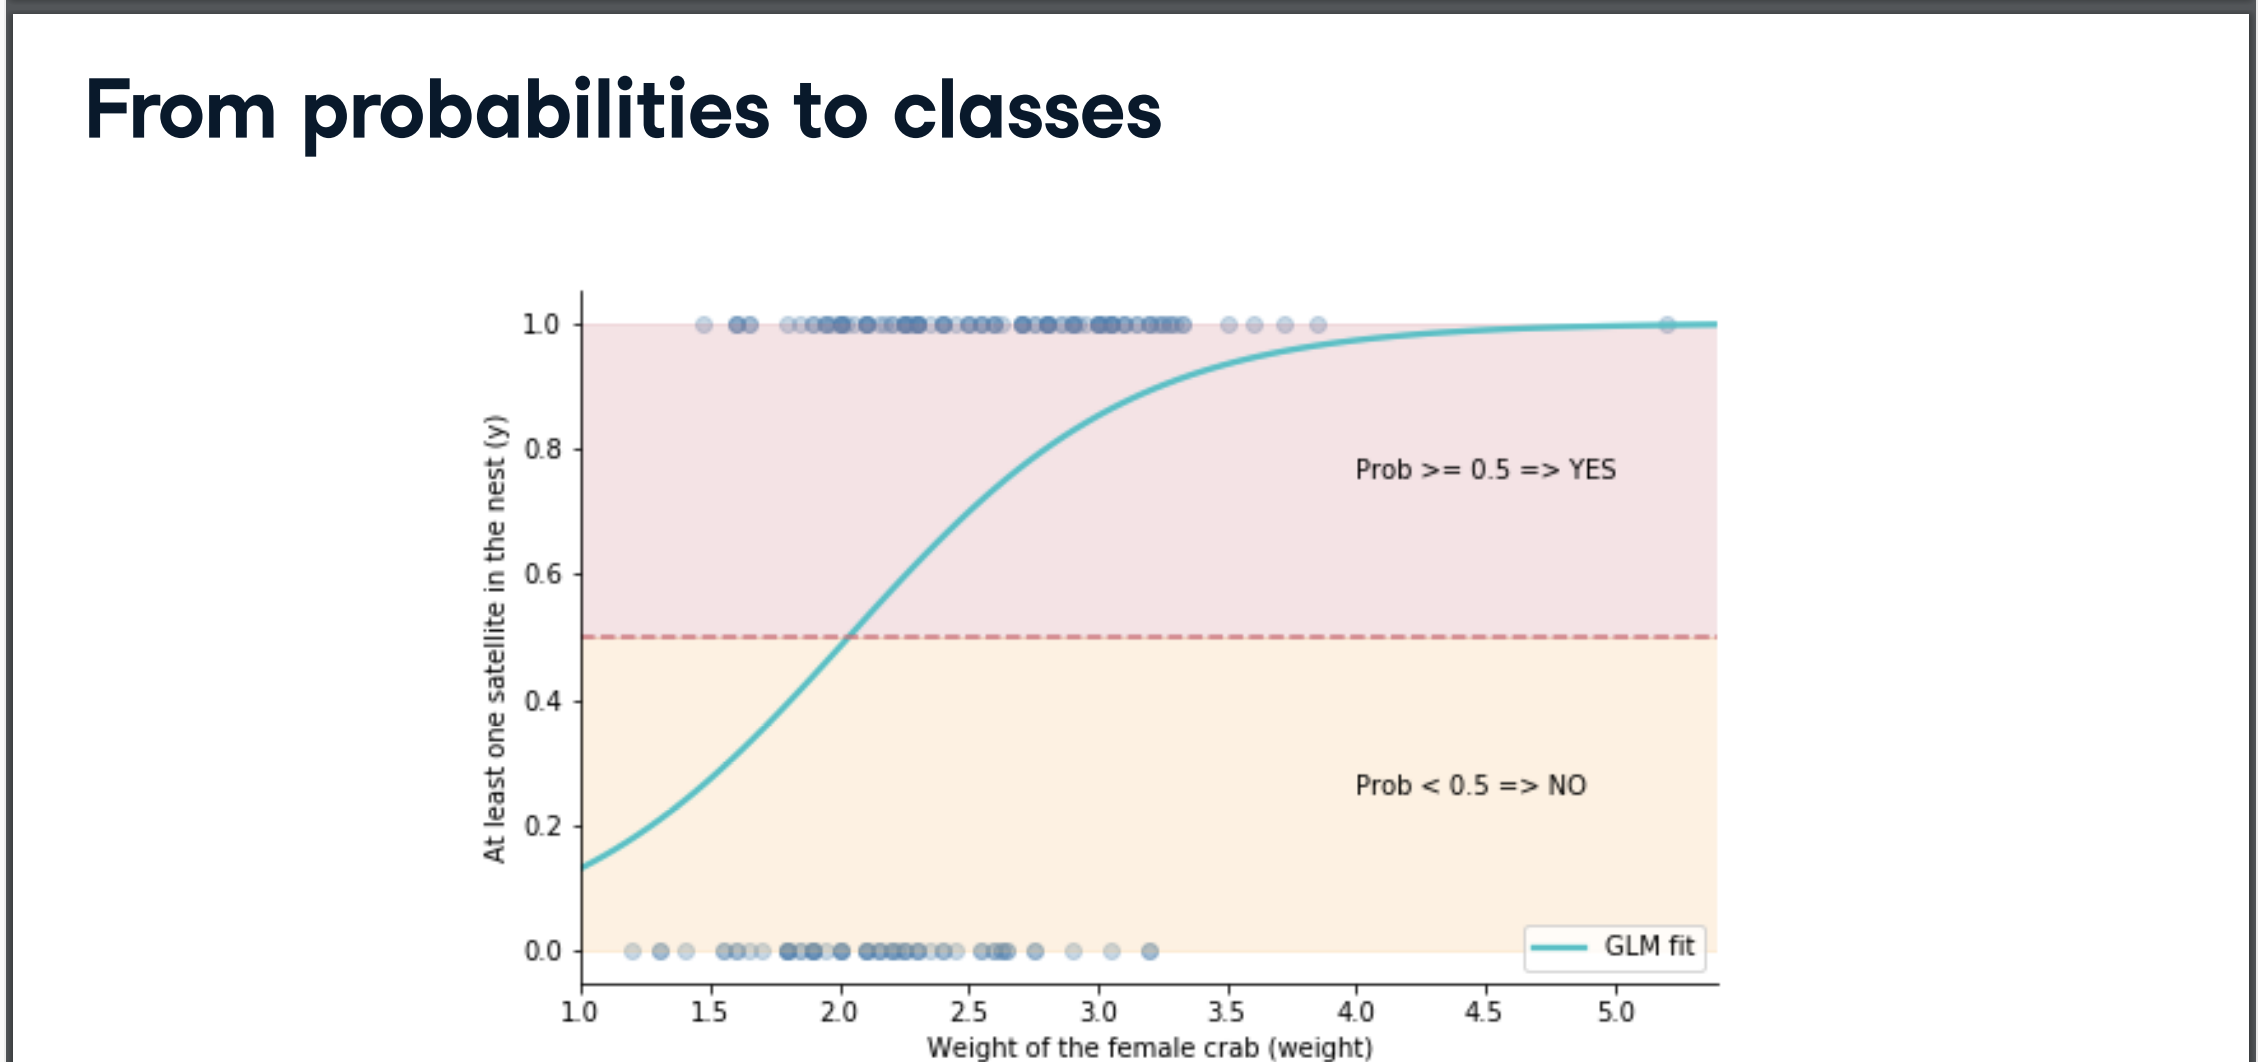 From probabilities to classes
1.0
0.8
0.6
0.4
0.2
0.0
At least one satellite in the nest (y)
Prob >= 0.5 => YES
Prob < 0.5 => NO
GLM fit
1.0 1.5 2.0 2.5 3.0 3.5 4.0 4.5 5.0
Weight of the female crab (weight)